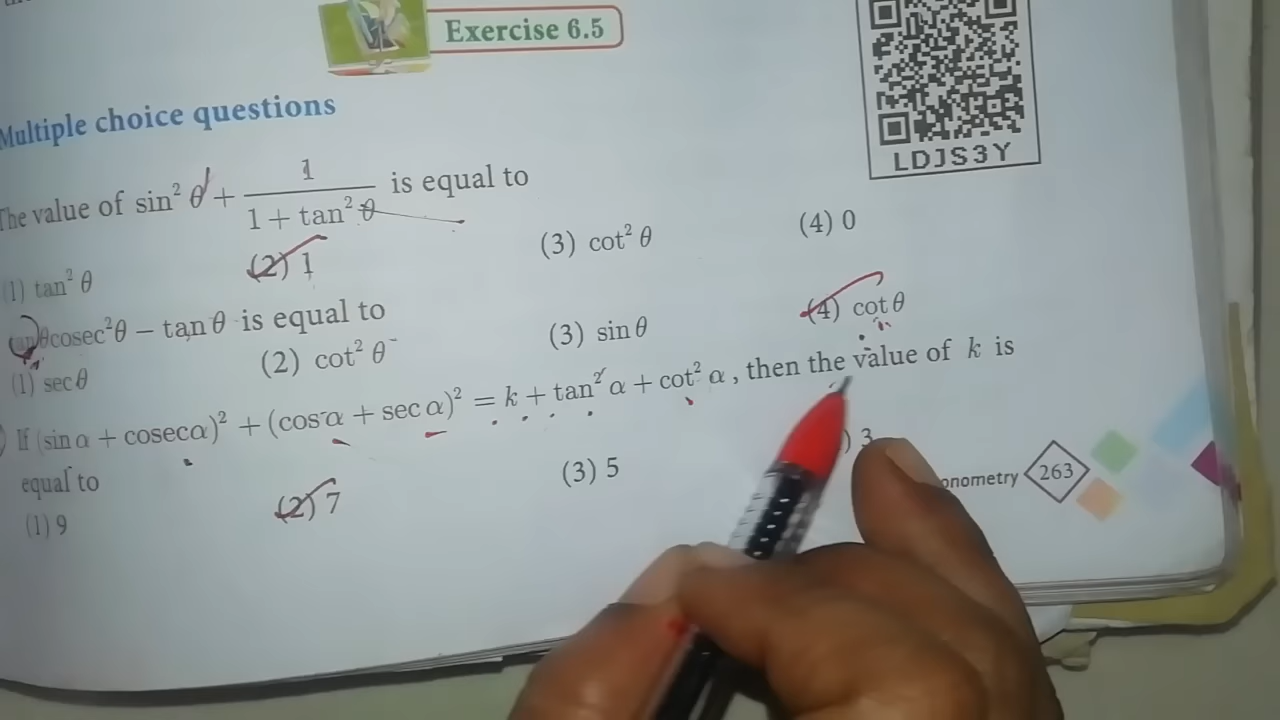 Exercise 6.5
LDJS3Y
Multiple choice questions
The value of sin² θ + 1/(1 + tan² θ) is equal to
(1) tan² θ (2) 1 (3) cot² θ (4) 0
tanθcosec²θ − tan θ is equal to
(1) sec θ (2) cot² θ (3) sin θ (4) cot θ
If (sin α + cosecα)² + (cos α + sec α)² = k + tan² α + cot² α, then the value of k is
equal to
(1) 9 (2) 7 (3) 5 ) 3
263